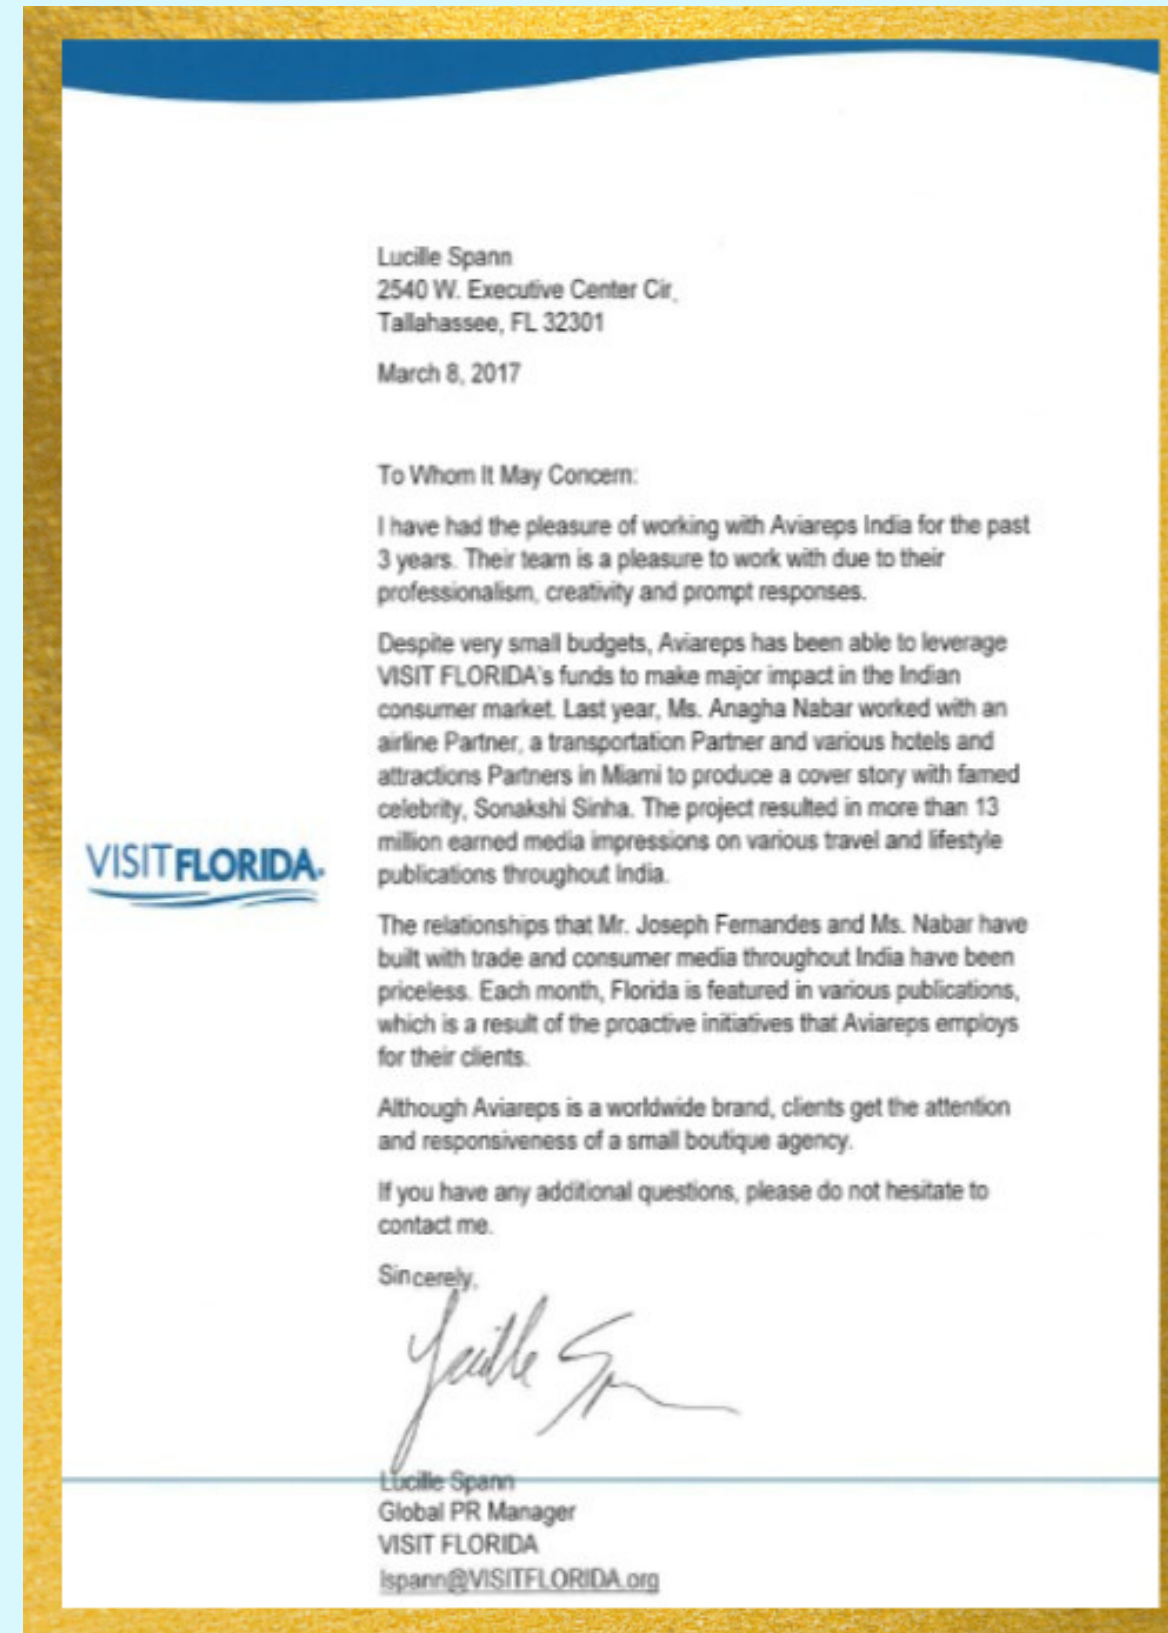 Lucille Spann
2540 W. Executive Center Cir.
Tallahassee, FL 32301
March 8, 2017
To Whom It May Concern:
I have had the pleasure of working with Aviareps India for the past
3 years. Their team is a pleasure to work with due to their
professionalism, creativity and prompt responses.
Despite very small budgets, Aviareps has been able to leverage
VISIT FLORIDA's funds to make major impact in the Indian
consumer market. Last year, Ms. Anagha Nabar worked with an
airline Partner, a transportation Partner and various hotels and
attractions Partners in Miami to produce a cover story with famed
celebrity, Sonakshi Sinha. The project resulted in more than 13
million earned media impressions on various travel and lifestyle
publications throughout India.
VISIT FLORIDA.
The relationships that Mr. Joseph Fernandes and Ms. Nabar have
built with trade and consumer media throughout India have been
priceless. Each month, Florida is featured in various publications,
which is a result of the proactive initiatives that Aviareps employs
for their clients.
Although Aviareps is a worldwide brand, clients get the attention
and responsiveness of a small boutique agency.
If you have any additional questions, please do not hesitate to
contact me.
Sincerely,
Lucille Spann
Lucille Spann
Global PR Manager
VISIT FLORIDA
lspann@VISITFLORIDA.org